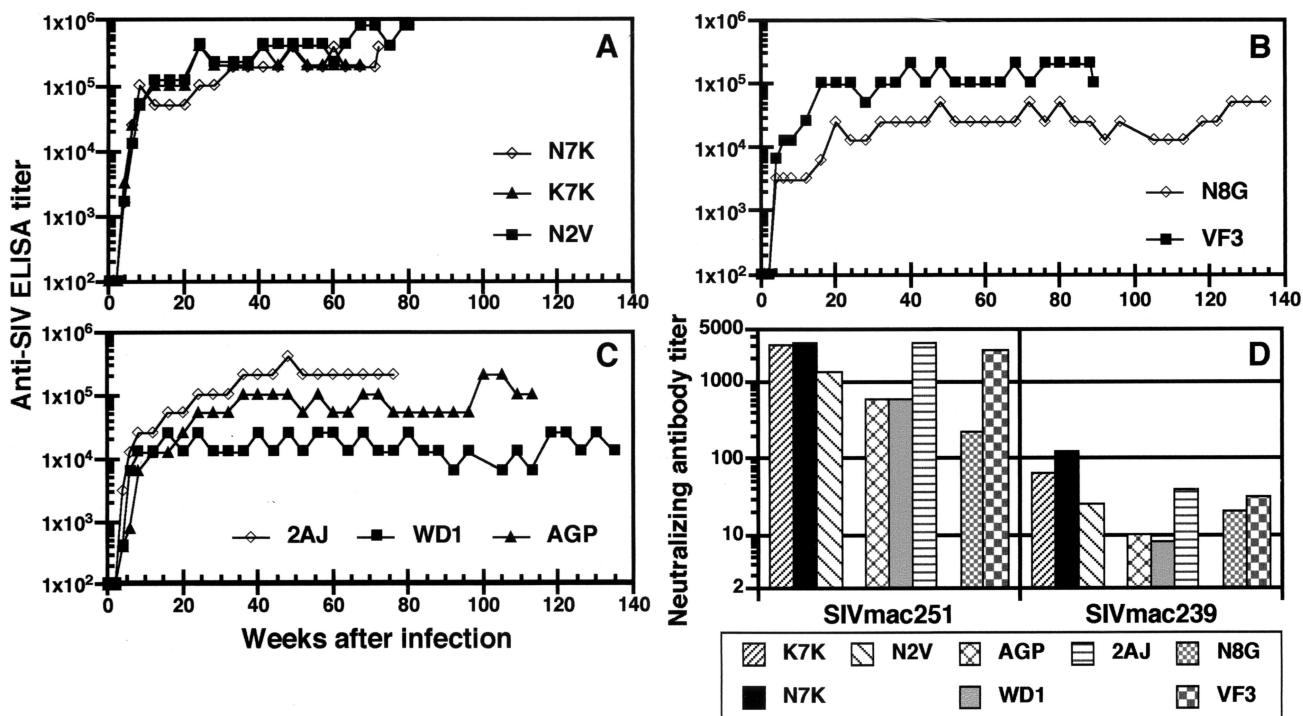 Anti-SIV ELISA titer
A
1x10⁶
1x10⁵
1x10⁴
1x10³
1x10²
0 20 40 60 80 100 120 140
N7K
K7K
N2V
B
1x10⁶
1x10⁵
1x10⁴
1x10³
1x10²
0 20 40 60 80 100 120 140
N8G
VF3
C
1x10⁶
1x10⁵
1x10⁴
1x10³
1x10²
0 20 40 60 80 100 120 140
2AJ WD1 AGP
Weeks after infection
Neutralizing antibody titer
D
5000
1000
100
10
2
SIVmac251 SIVmac239
K7K N2V AGP 2AJ N8G
N7K WD1 VF3